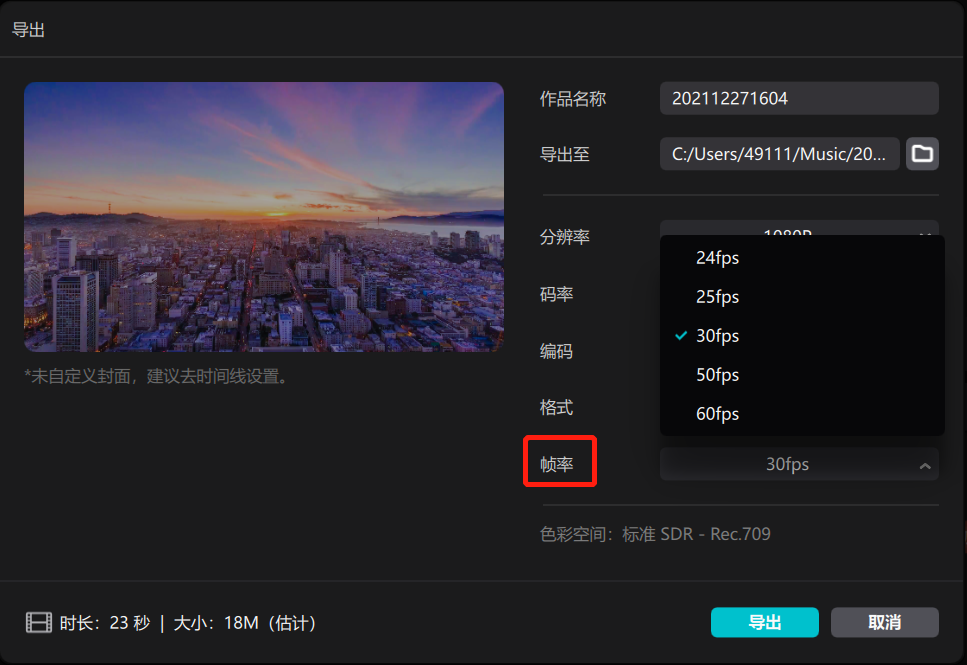 导出
作品名称
202112271604
导出至
C:/Users/49111/Music/20...
*未自定义封面，建议去时间线设置。
分辨率
码率
编码
格式
帧率
24fps
25fps
30fps
50fps
60fps
30fps
色彩空间：标准 SDR - Rec.709
时长：23 秒 | 大小：18M（估计）
导出
取消